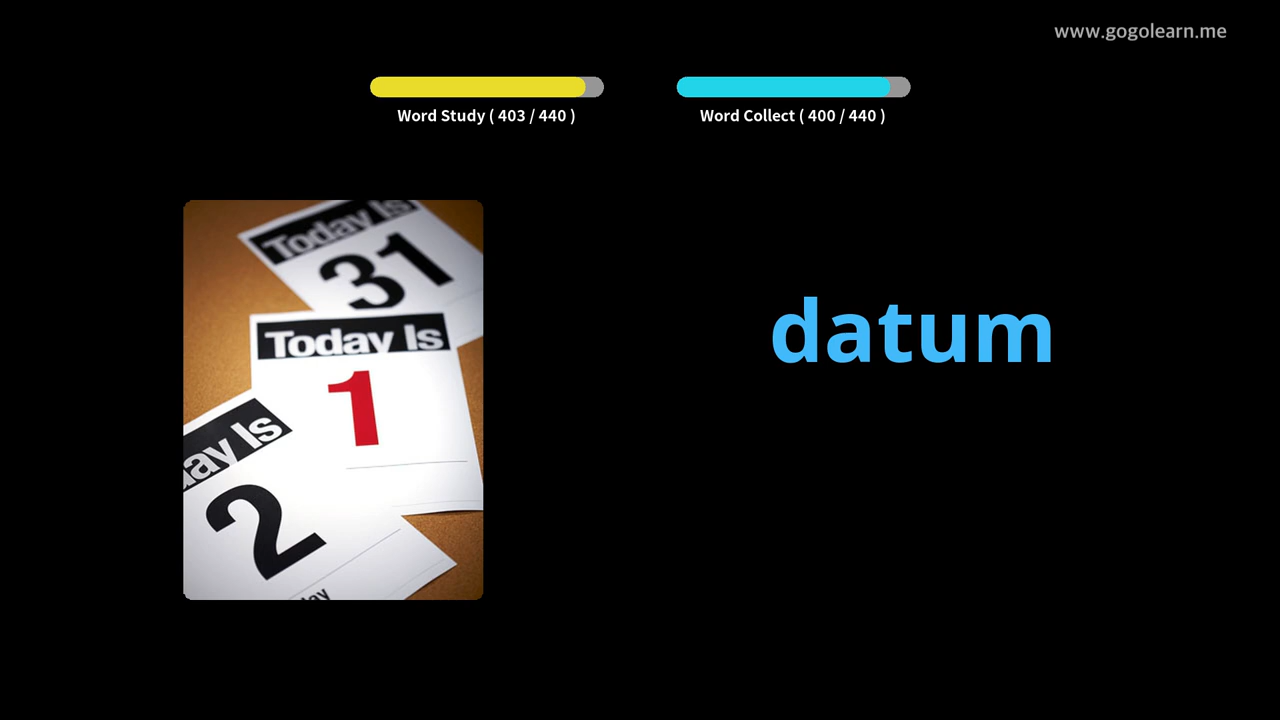 www.gogolearn.me
Word Study ( 403 / 440 )
Word Collect ( 400 / 440 )
Today Is
31
Today Is
1
datum
ay Is
2
ay